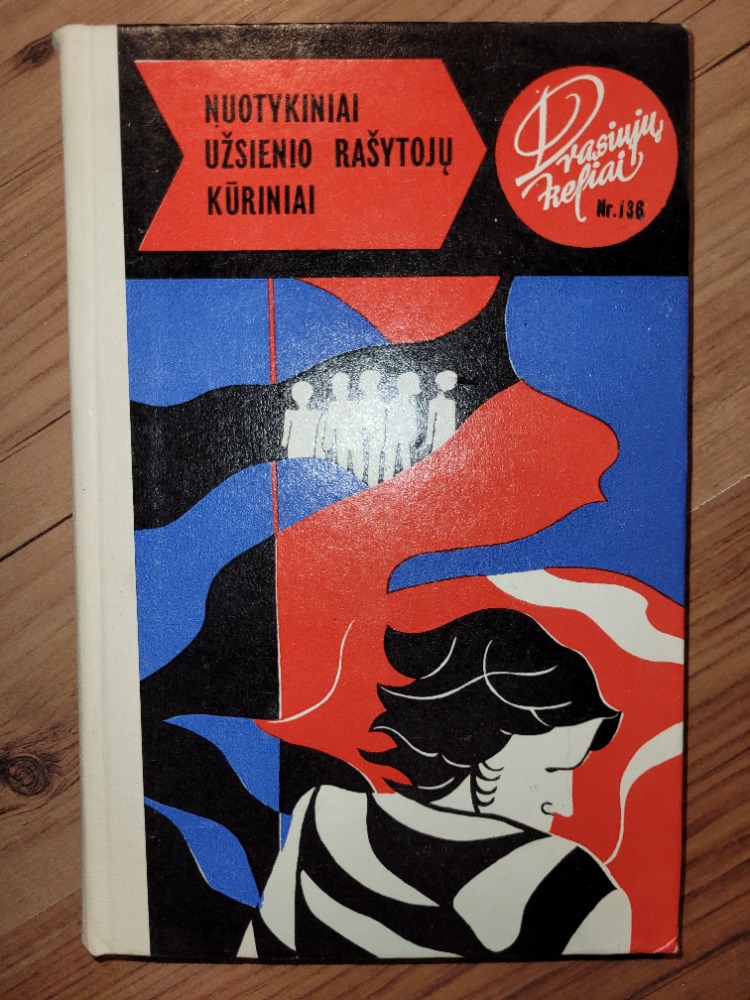 NUOTYKINIAI
UŽSIENIO RAŠYTOJŲ
KŪRINIAI
Drąsiųjų
keliai
Nr. 136